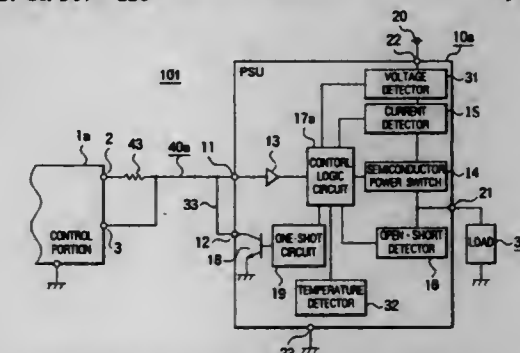 20
22
10a
101
PSU
VOLTAGE DETECTOR
31
17a
CURRENT DETECTOR
15
1a
2
43
40a
11
13
CONTORL LOGIC CIRCUIT
SEMICONDUCTOR POWER SWITCH
14
21
33
CONTROL PORTION
3
12
18
ONE-SHOT CIRCUIT
19
OPEN-SHORT DETECTOR
16
LOAD
TEMPERATURE DETECTOR
32
23